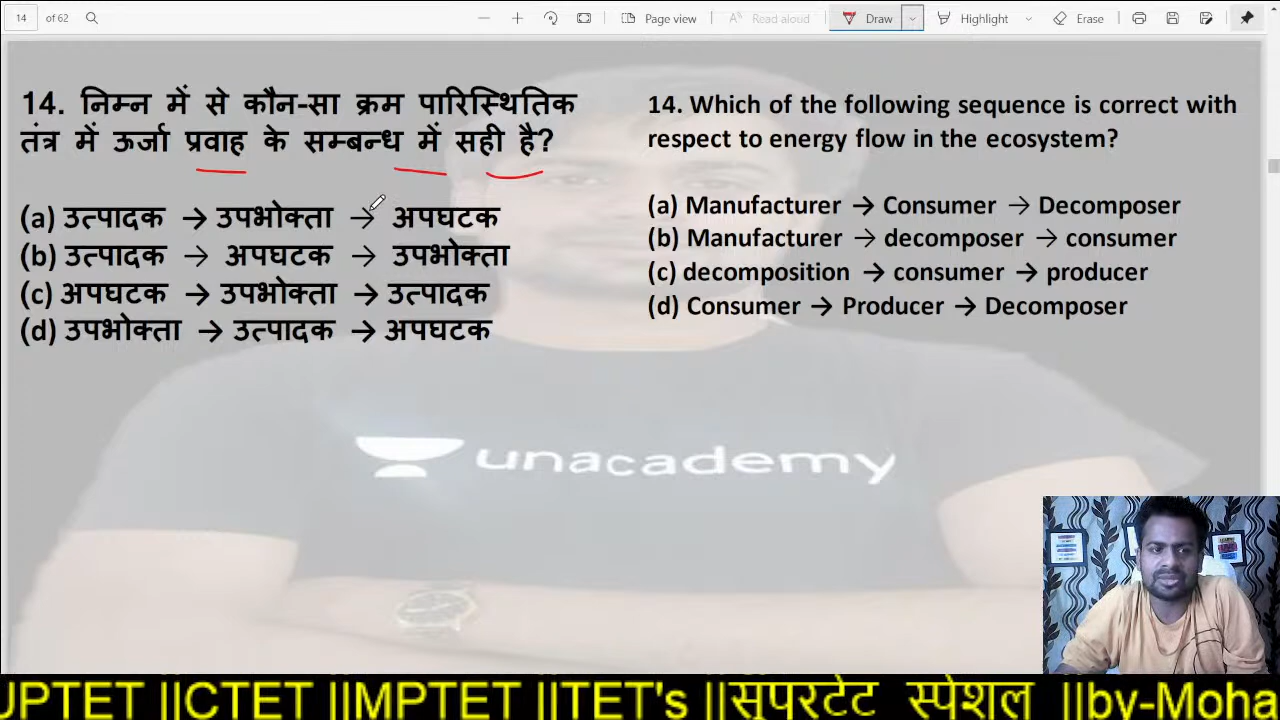 14 of 62 Page view Read aloud Draw Highlight Erase
14. निम्न में से कौन-सा क्रम पारिस्थितिक
तंत्र में ऊर्जा प्रवाह के सम्बन्ध में सही है?
(a) उत्पादक → उपभोक्ता → अपघटक
(b) उत्पादक → अपघटक → उपभोक्ता
(c) अपघटक → उपभोक्ता → उत्पादक
(d) उपभोक्ता → उत्पादक → अपघटक
14. Which of the following sequence is correct with
respect to energy flow in the ecosystem?
(a) Manufacturer → Consumer → Decomposer
(b) Manufacturer → decomposer → consumer
(c) decomposition → consumer → producer
(d) Consumer → Producer → Decomposer
unacademy
UPTET ||CTET ||MPTET ||TET's ||सुपरटेट स्पेशल ||by-Moha